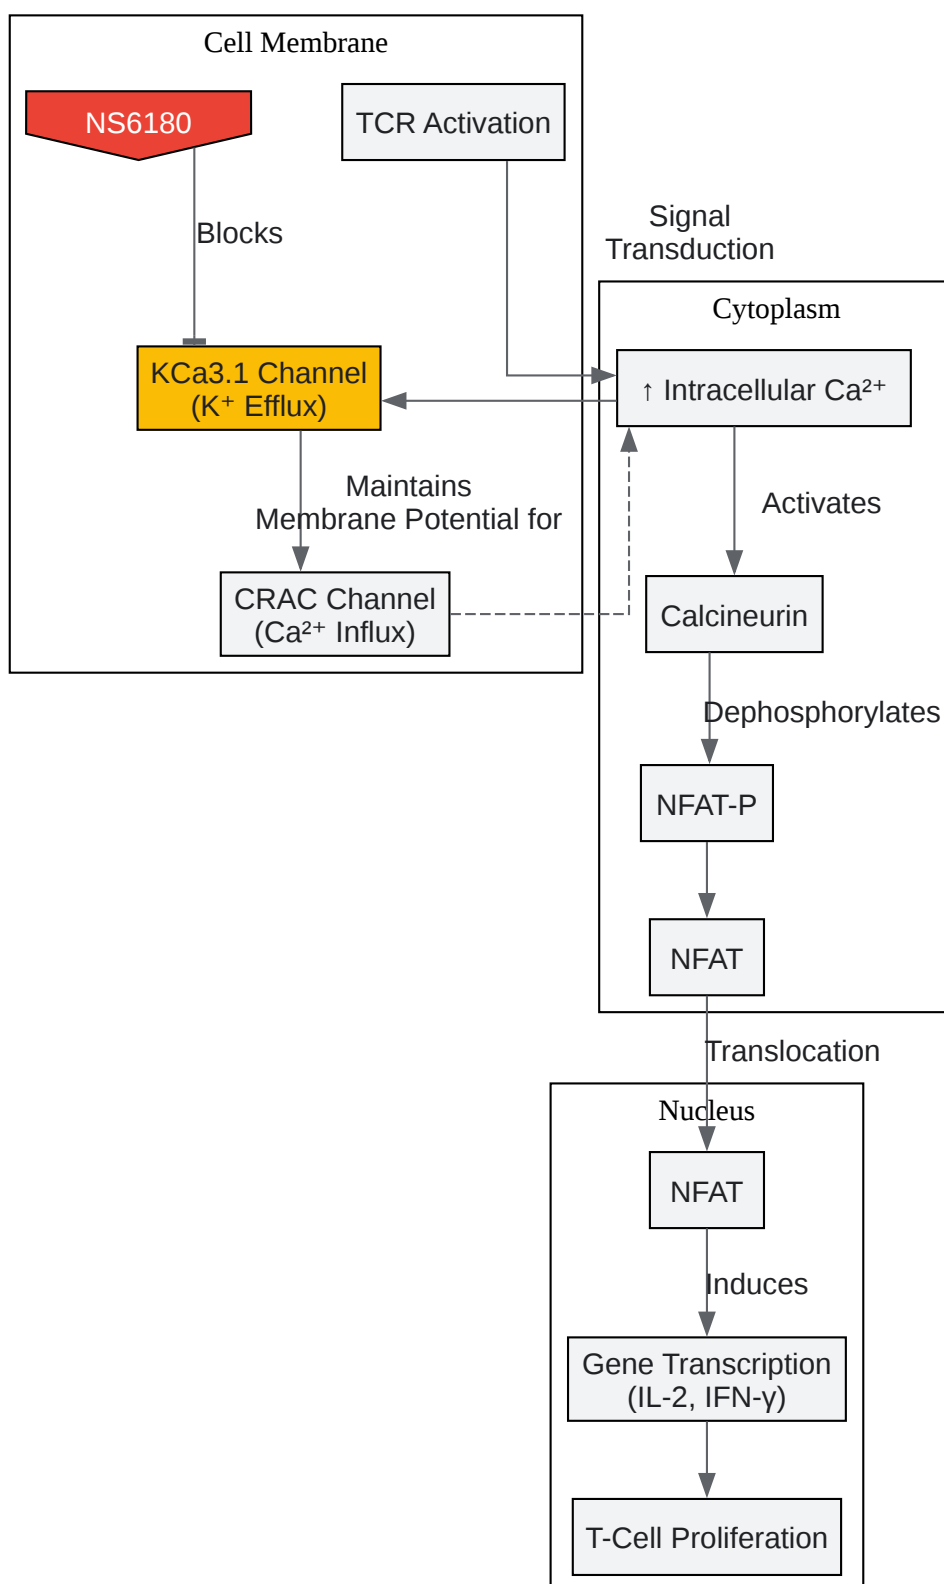 Cell Membrane
NS6180
TCR Activation
Blocks
Signal
Transduction
Cytoplasm
KCa3.1 Channel
(K⁺ Efflux)
↑ Intracellular Ca²⁺
Maintains
Membrane Potential for
Activates
CRAC Channel
(Ca²⁺ Influx)
Calcineurin
Dephosphorylates
NFAT-P
NFAT
Translocation
Nucleus
NFAT
Induces
Gene Transcription
(IL-2, IFN-γ)
T-Cell Proliferation